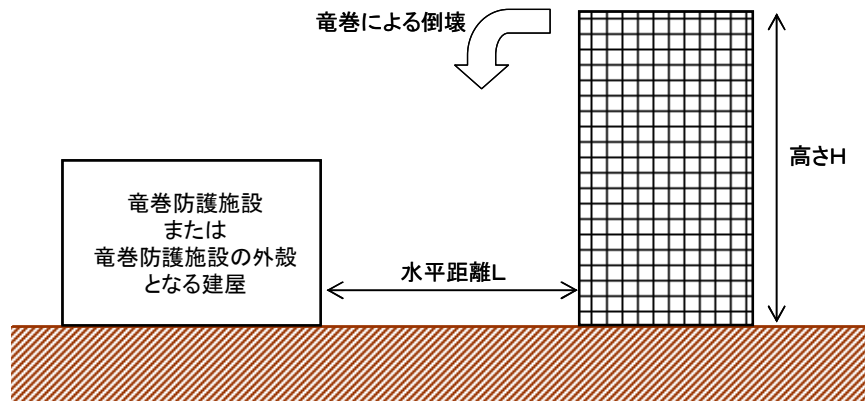 竜巻による倒壊
高さH
竜巻防護施設
または
竜巻防護施設の外殻
となる建屋
水平距離L